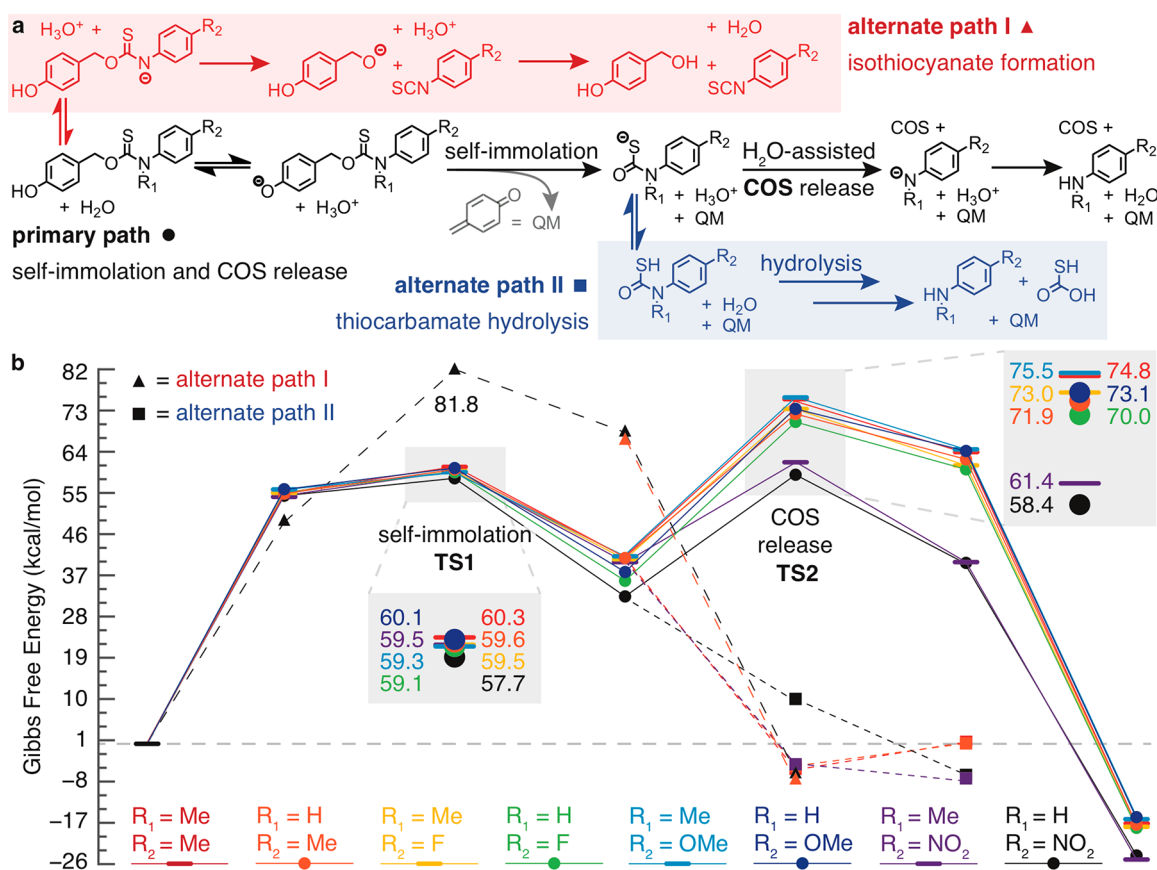 a
H₃O⁺ + S R₂ + H₃O⁺ + H₂O alternate path I ▲
O N ⊖ O⊖ + R₂ OH + R₂ isothiocyanate formation
HO HO SCN HO SCN
S R₂ S R₂ self-immolation ⊖ S R₂ H₂O-assisted COS + R₂ COS + R₂
HO O N R₁ ⊖O O N R₁ O = QM O N R₁ + H₃O⁺ COS release ⊖N R₁ + H₃O⁺ HN R₁ + H₂O
+ H₂O + H₃O⁺ + QM + QM + QM
primary path ●
self-immolation and COS release
alternate path II ■ SH R₂ hydrolysis R₂ SH
thiocarbamate hydrolysis O N R₁ + H₂O HN R₁ + O OH
+ QM + QM
b
Gibbs Free Energy (kcal/mol)
82
73
64
55
46
37
28
19
10
1
−8
−17
−26
▲ = alternate path I
■ = alternate path II
81.8
self-immolation
TS1
60.1 60.3
59.5 59.6
59.3 59.5
59.1 57.7
COS
release
TS2
75.5 74.8
73.0 73.1
71.9 70.0
61.4
58.4
R₁ = Me R₁ = H R₁ = Me R₁ = H R₁ = Me R₁ = H R₁ = Me R₁ = H
R₂ = Me R₂ = Me R₂ = F R₂ = F R₂ = OMe R₂ = OMe R₂ = NO₂ R₂ = NO₂